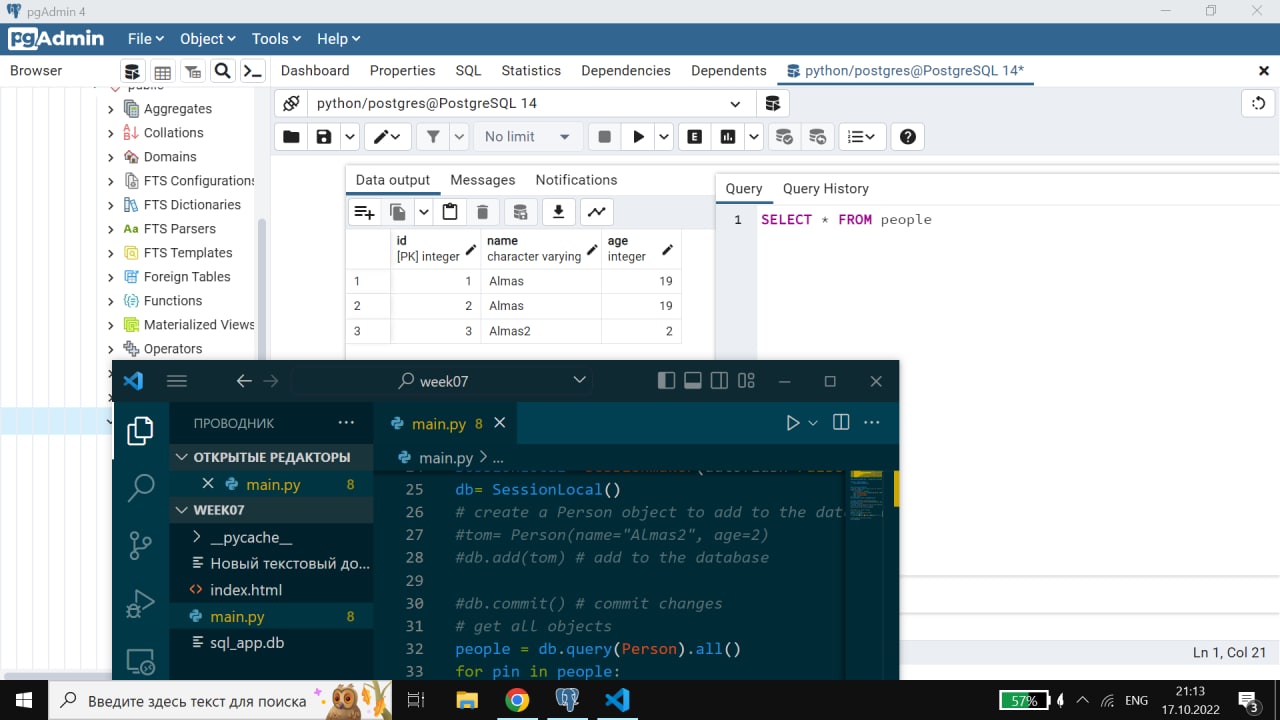 pgAdmin 4
pgAdmin
File Object Tools Help
Browser
Dashboard Properties SQL Statistics Dependencies Dependents python/postgres@PostgreSQL 14*
public
Aggregates
Collations
Domains
FTS Configurations
FTS Dictionaries
FTS Parsers
FTS Templates
Foreign Tables
Functions
Materialized Views
Operators
python/postgres@PostgreSQL 14
No limit
E
Data output Messages Notifications
id name age
[PK] integer character varying integer
1 1 Almas 19
2 2 Almas 19
3 3 Almas2 2
Query Query History
1 SELECT * FROM people
week07
ПРОВОДНИК
ОТКРЫТЫЕ РЕДАКТОРЫ
main.py 8
WEEK07
__pycache__
Новый текстовый до...
index.html
main.py 8
sql_app.db
main.py 8
main.py > ...
25 db= SessionLocal()
26 # create a Person object to add to the dat
27 #tom= Person(name="Almas2", age=2)
28 #db.add(tom) # add to the database
29
30 #db.commit() # commit changes
31 # get all objects
32 people = db.query(Person).all()
33 for pin in people:
Ln 1, Col 21
Введите здесь текст для поиска
57%
ENG
21:13
17.10.2022
3